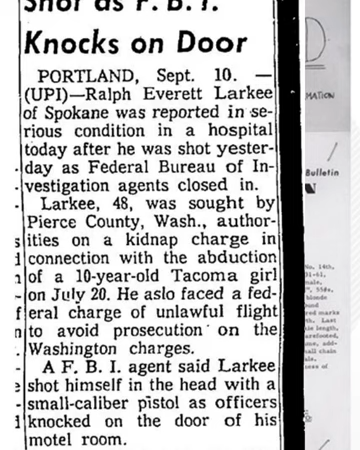 Shot as F. B. I.
Knocks on Door
PORTLAND, Sept. 10. —
(UPI)—Ralph Everett Larkee
of Spokane was reported in se-
rious condition in a hospital
today after he was shot yester-
day as Federal Bureau of In-
vestigation agents closed in.
Larkee, 48, was sought by
Pierce County, Wash., author-
ities on a kidnap charge in
connection with the abduction
of a 10-year-old Tacoma girl
on July 20. He aslo faced a fed-
eral charge of unlawful flight
to avoid prosecution on the
Washington charges.
A F. B. I. agent said Larkee
shot himself in the head with a
small-caliber pistol as officers
knocked on the door of his
motel room.
D
MATION
Bulletin